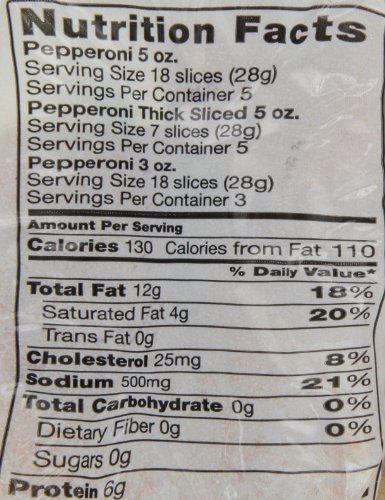 Nutrition Facts
Pepperoni 5 oz.
Serving Size 18 slices (28g)
Servings Per Container 5
Pepperoni Thick Sliced 5 oz.
Serving Size 7 slices (28g)
Servings Per Container 5
Pepperoni 3 oz.
Serving Size 18 slices (28g)
Servings Per Container 3
Amount Per Serving
Calories 130 Calories from Fat 110
% Daily Value*
Total Fat 12g 18%
Saturated Fat 4g 20%
Trans Fat 0g
Cholesterol 25mg 8%
Sodium 500mg 21%
Total Carbohydrate 0g 0%
Dietary Fiber 0g 0%
Sugars 0g
Protein 6g